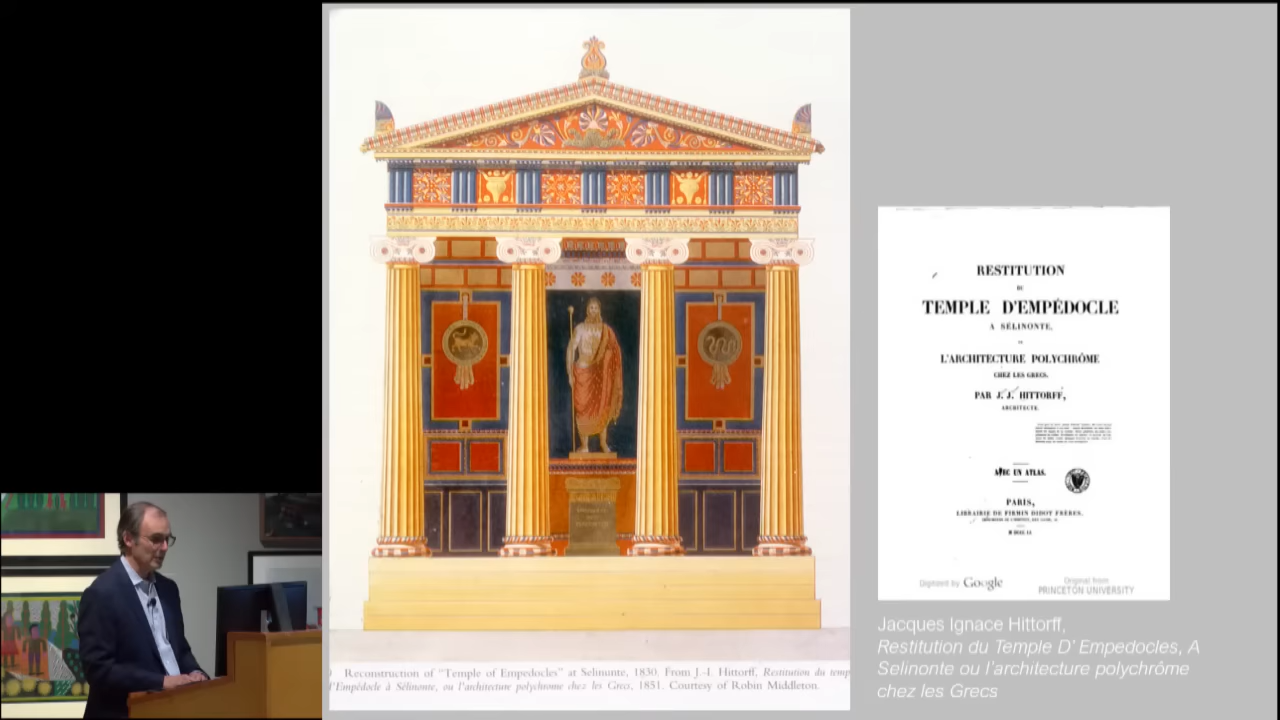 Reconstruction of "Temple of Empedocles" at Selinunte, 1830. From J.-I. Hittorff, Restitution du temp
l'Empédocle à Sélinonte, ou l'architecture polychrome chez les Grecs, 1851. Courtesy of Robin Middleton.
RESTITUTION
DU
TEMPLE D'EMPÉDOCLE
A SÉLINONTE,
L'ARCHITECTURE POLYCHRÔME
CHEZ LES GRECS.
PAR J. J. HITTORFF,
ARCHITECTE.
AVEC UN ATLAS.
PARIS,
LIBRAIRIE DE FIRMIN DIDOT FRÈRES,
Digitized by Google
Original from
PRINCETON UNIVERSITY
Jacques Ignace Hittorff,
Restitution du Temple D' Empedocles, A
Selinonte ou l'architecture polychrôme
chez les Grecs